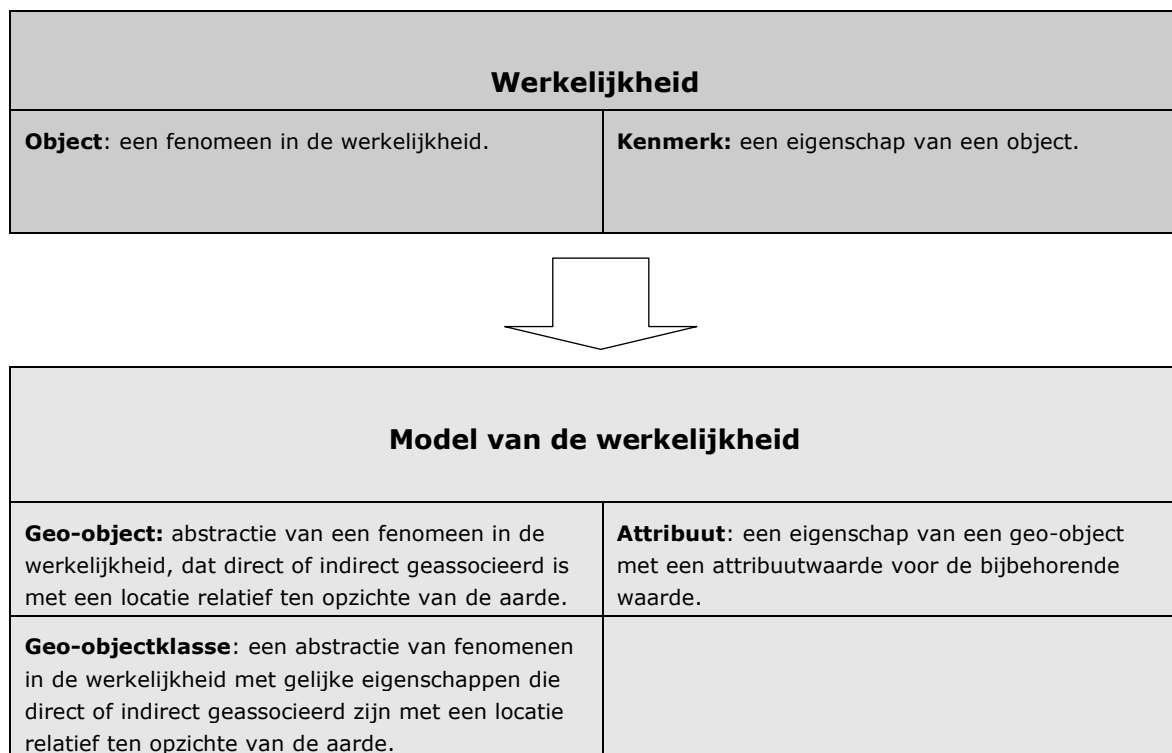 Werkelijkheid
Object: een fenomeen in de werkelijkheid.
Kenmerk: een eigenschap van een object.
Model van de werkelijkheid
Geo-object: abstractie van een fenomeen in de
werkelijkheid, dat direct of indirect geassocieerd is
met een locatie relatief ten opzichte van de aarde.
Attribuut: een eigenschap van een geo-object
met een attribuutwaarde voor de bijbehorende
waarde.
Geo-objectklasse: een abstractie van fenomenen
in de werkelijkheid met gelijke eigenschappen die
direct of indirect geassocieerd zijn met een locatie
relatief ten opzichte van de aarde.